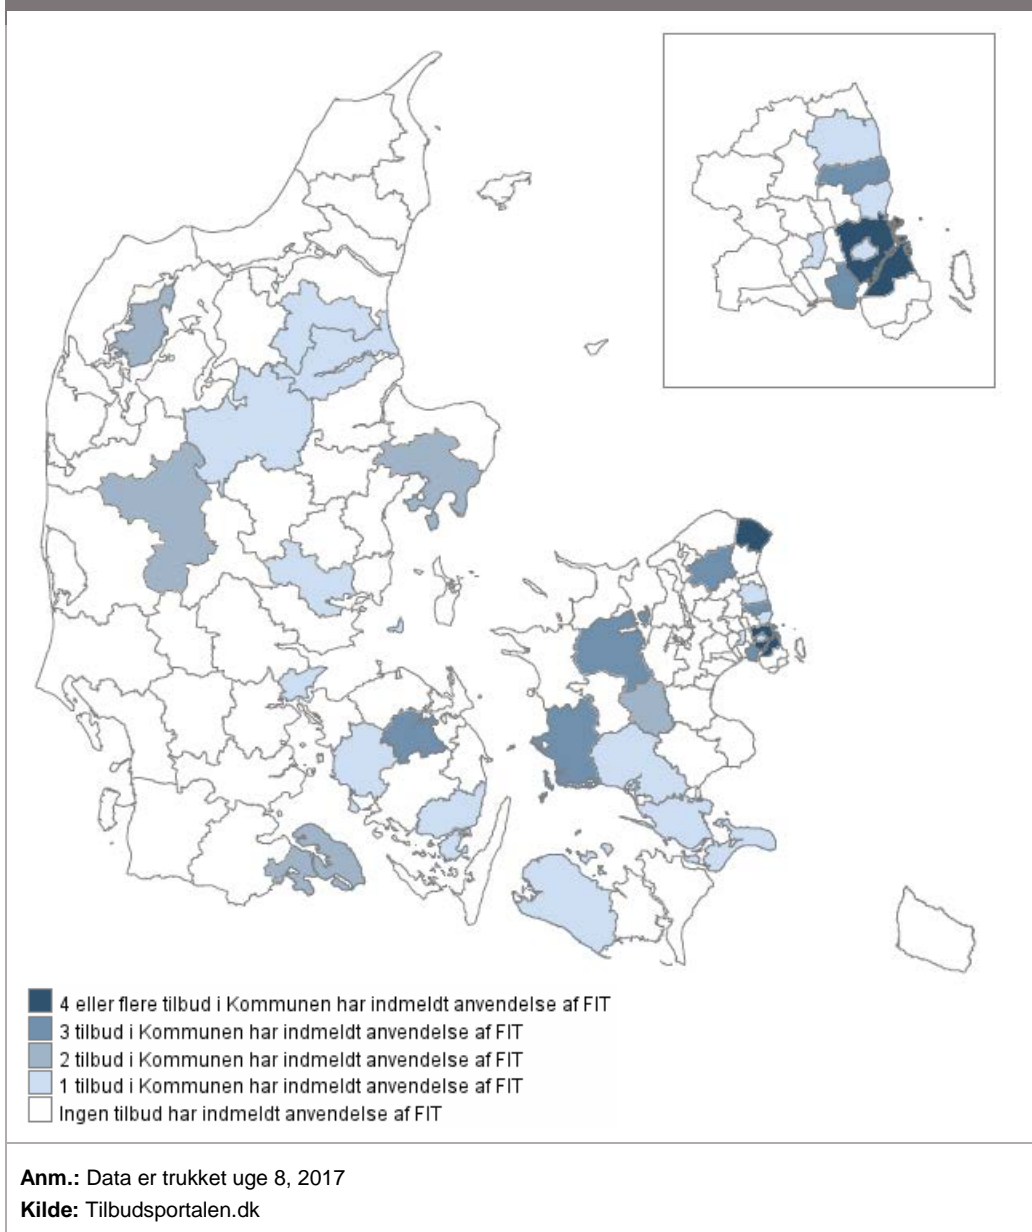 4 eller flere tilbud i Kommunen har indmeldt anvendelse af FIT
3 tilbud i Kommunen har indmeldt anvendelse af FIT
2 tilbud i Kommunen har indmeldt anvendelse af FIT
1 tilbud i Kommunen har indmeldt anvendelse af FIT
Ingen tilbud har indmeldt anvendelse af FIT
Anm.: Data er trukket uge 8, 2017
Kilde: Tilbudsportalen.dk